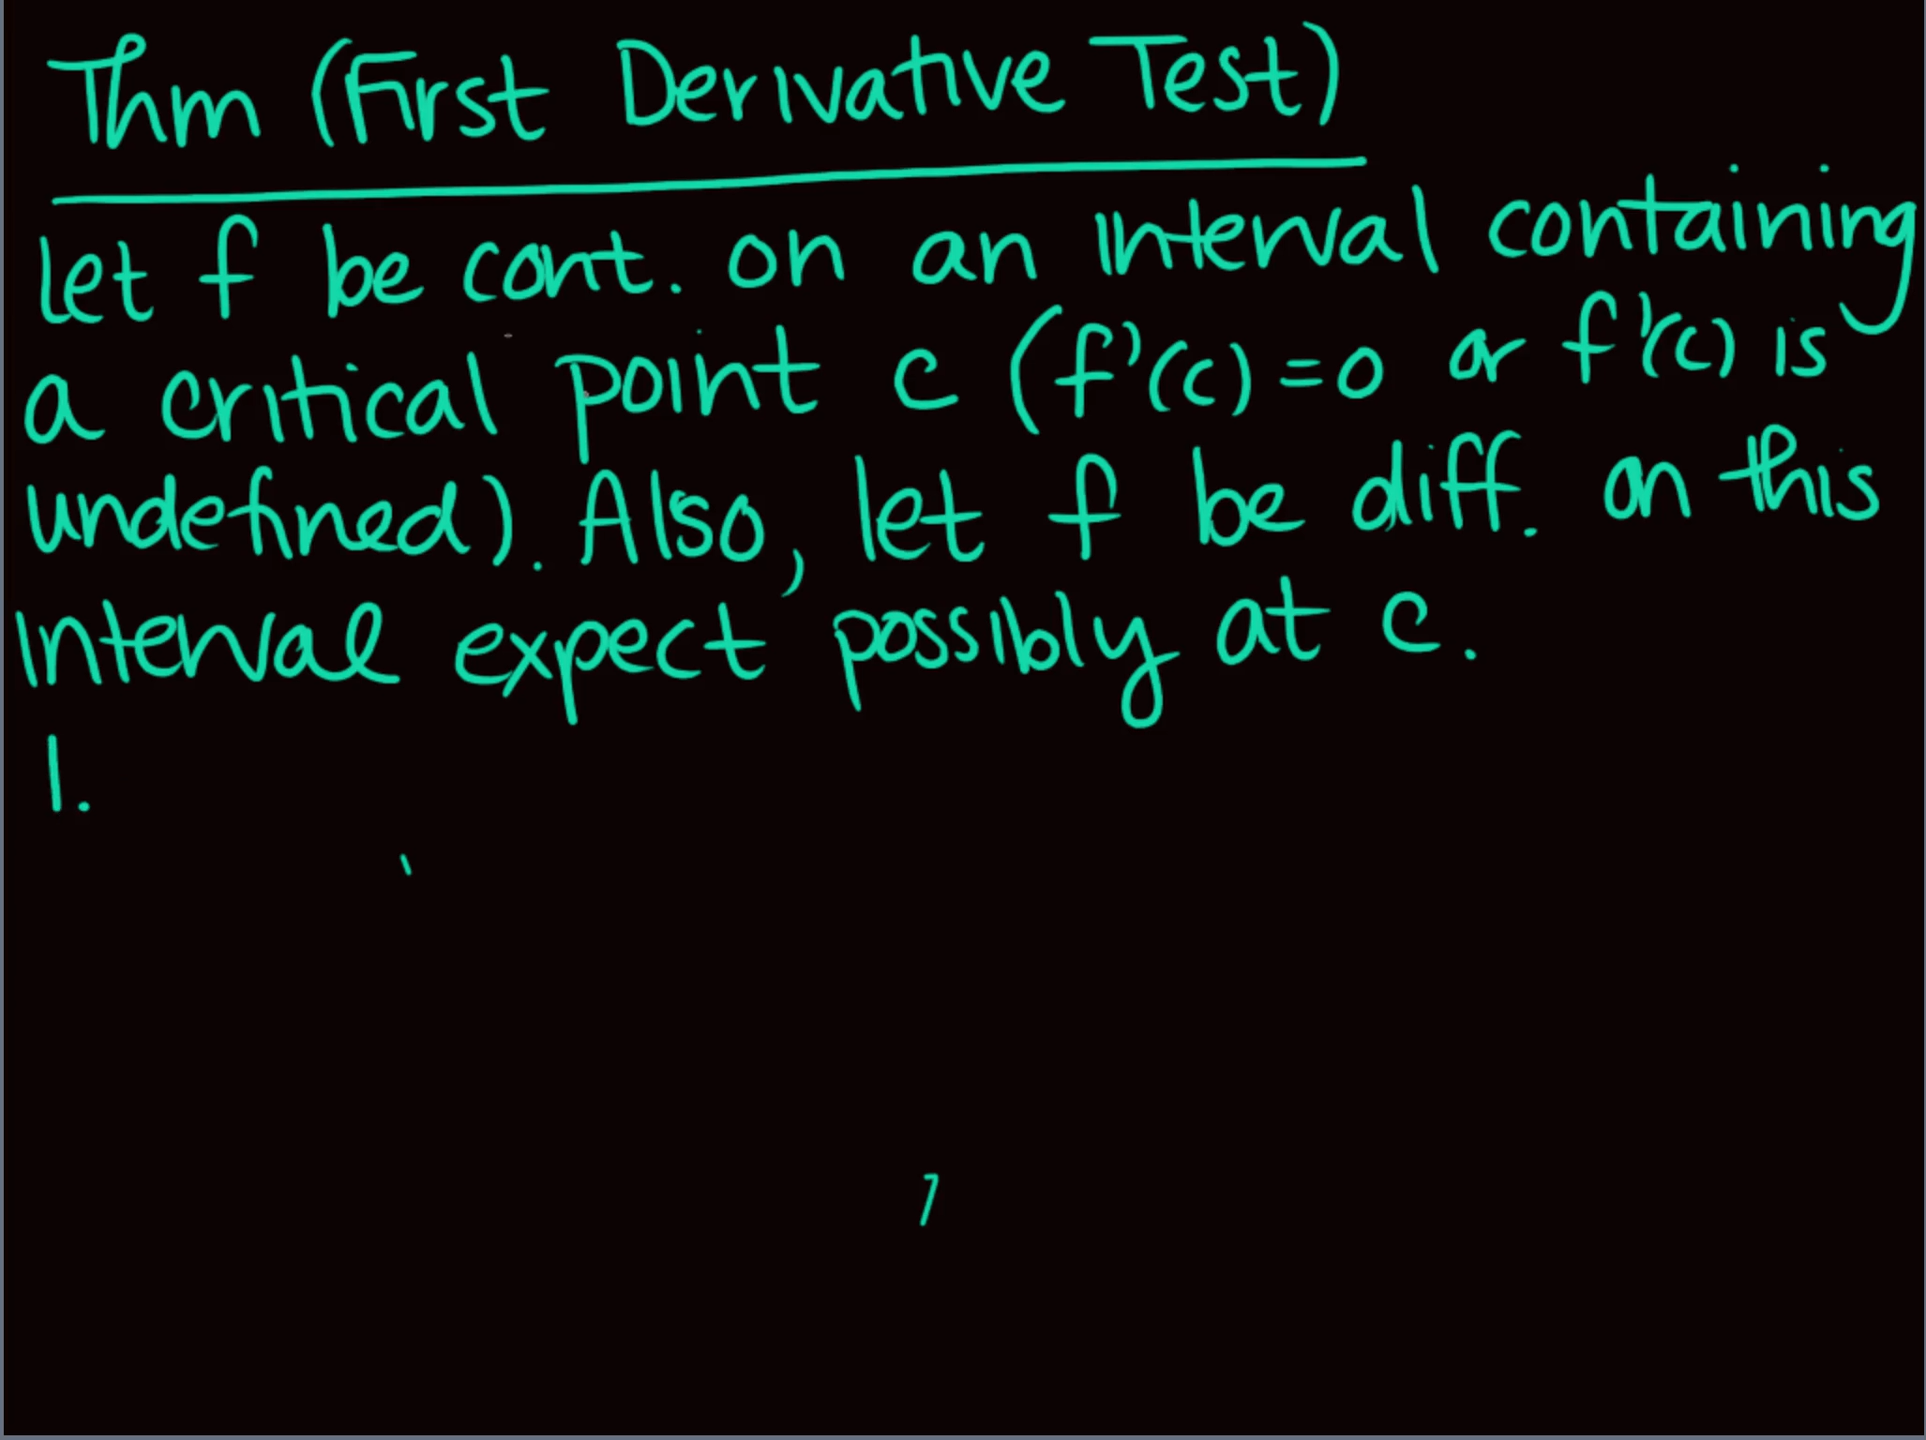 Thm (First Derivative Test)
let f be cont. on an interval containing
a critical point c (f'(c)=0 or f'(c) is
undefined). Also, let f be diff. on this
interval expect possibly at c.
1.